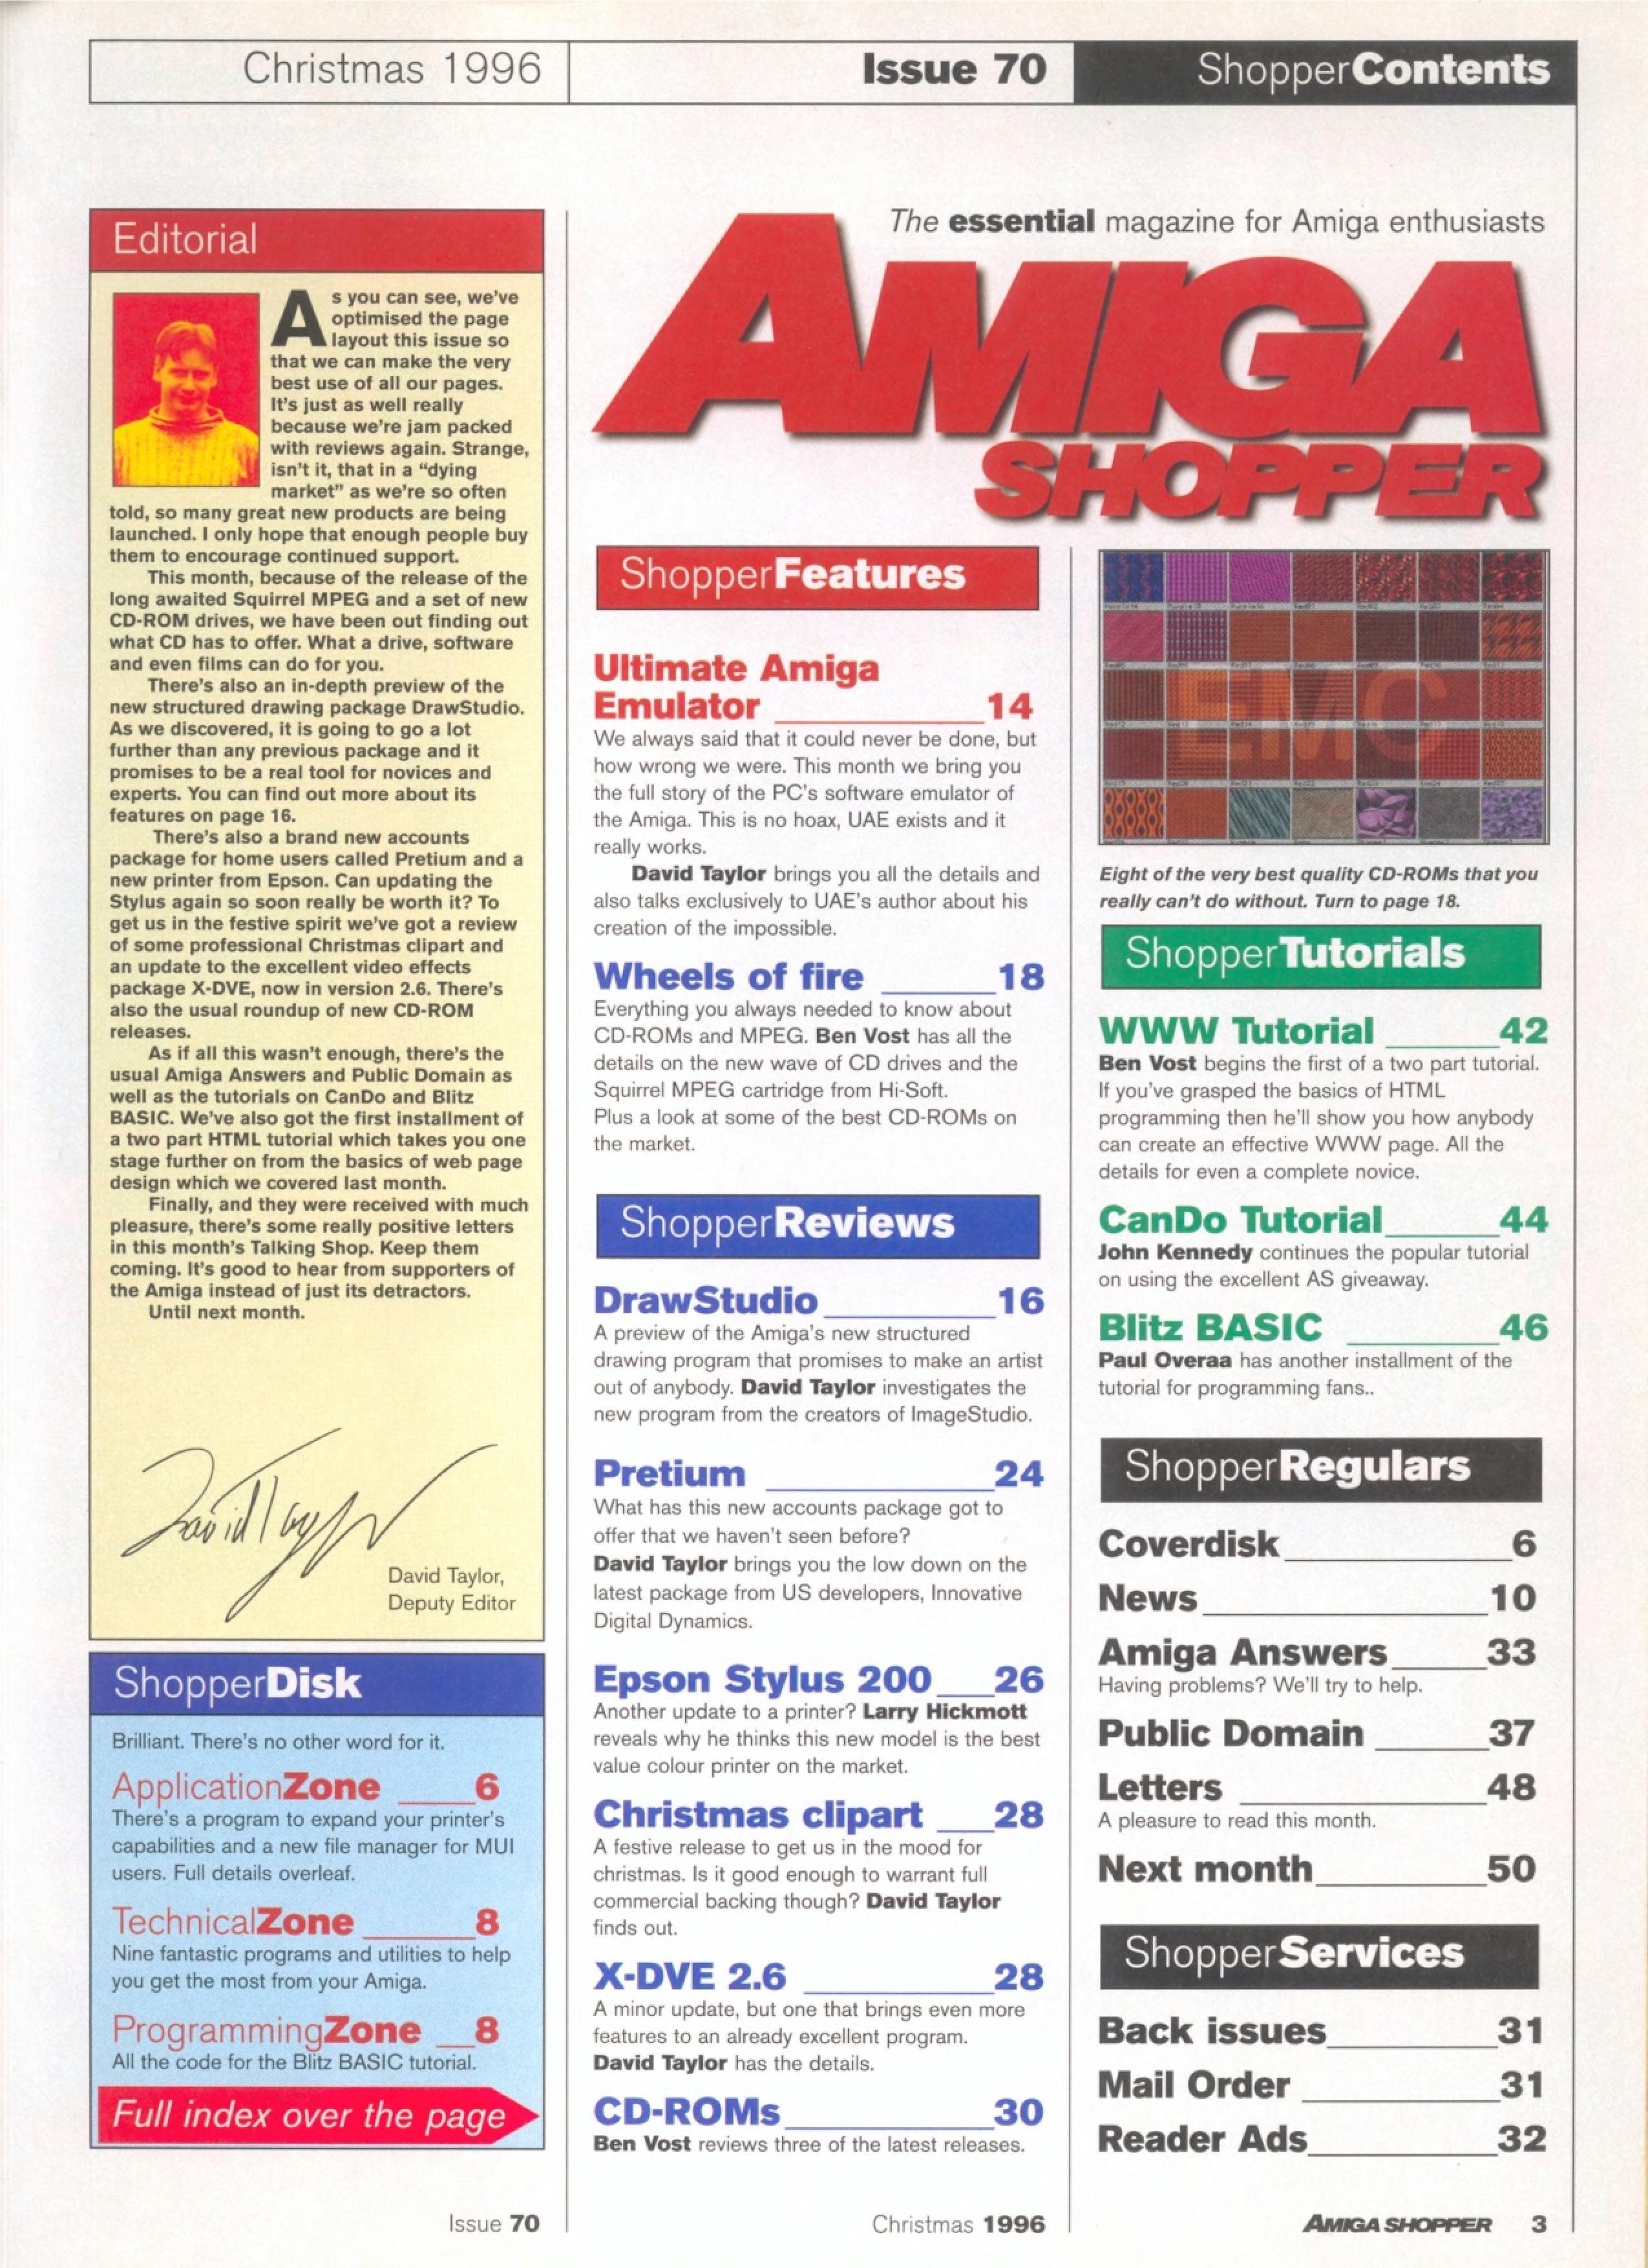 Christmas 1996
Issue 70
ShopperContents
Editorial
As you can see, we've
optimised the page
layout this issue so
that we can make the very
best use of all our pages.
It's just as well really
because we're jam packed
with reviews again. Strange,
isn't it, that in a “dying
market” as we're so often
told, so many great new products are being
launched. I only hope that enough people buy
them to encourage continued support.
This month, because of the release of the
long awaited Squirrel MPEG and a set of new
CD-ROM drives, we have been out finding out
what CD has to offer. What a drive, software
and even films can do for you.
There's also an in-depth preview of the
new structured drawing package DrawStudio.
As we discovered, it is going to go a lot
further than any previous package and it
promises to be a real tool for novices and
experts. You can find out more about its
features on page 16.
There's also a brand new accounts
package for home users called Pretium and a
new printer from Epson. Can updating the
Stylus again so soon really be worth it? To
get us in the festive spirit we've got a review
of some professional Christmas clipart and
an update to the excellent video effects
package X-DVE, now in version 2.6. There's
also the usual roundup of new CD-ROM
releases.
As if all this wasn't enough, there's the
usual Amiga Answers and Public Domain as
well as the tutorials on CanDo and Blitz
BASIC. We've also got the first installment of
a two part HTML tutorial which takes you one
stage further on from the basics of web page
design which we covered last month.
Finally, and they were received with much
pleasure, there's some really positive letters
in this month's Talking Shop. Keep them
coming. It's good to hear from supporters of
the Amiga instead of just its detractors.
Until next month.
David Taylor
David Taylor,
Deputy Editor
ShopperDisk
Brilliant. There's no other word for it.
ApplicationZone 6
There's a program to expand your printer's
capabilities and a new file manager for MUI
users. Full details overleaf.
TechnicalZone 8
Nine fantastic programs and utilities to help
you get the most from your Amiga.
ProgrammingZone 8
All the code for the Blitz BASIC tutorial.
Full index over the page
The essential magazine for Amiga enthusiasts
AMIGA
SHOPPER
ShopperFeatures
Ultimate Amiga
Emulator 14
We always said that it could never be done, but
how wrong we were. This month we bring you
the full story of the PC's software emulator of
the Amiga. This is no hoax, UAE exists and it
really works.
David Taylor brings you all the details and
also talks exclusively to UAE's author about his
creation of the impossible.
Wheels of fire 18
Everything you always needed to know about
CD-ROMs and MPEG. Ben Vost has all the
details on the new wave of CD drives and the
Squirrel MPEG cartridge from Hi-Soft.
Plus a look at some of the best CD-ROMs on
the market.
ShopperReviews
DrawStudio 16
A preview of the Amiga's new structured
drawing program that promises to make an artist
out of anybody. David Taylor investigates the
new program from the creators of ImageStudio.
Pretium 24
What has this new accounts package got to
offer that we haven't seen before?
David Taylor brings you the low down on the
latest package from US developers, Innovative
Digital Dynamics.
Epson Stylus 200 26
Another update to a printer? Larry Hickmott
reveals why he thinks this new model is the best
value colour printer on the market.
Christmas clipart 28
A festive release to get us in the mood for
christmas. Is it good enough to warrant full
commercial backing though? David Taylor
finds out.
X-DVE 2.6 28
A minor update, but one that brings even more
features to an already excellent program.
David Taylor has the details.
CD-ROMs 30
Ben Vost reviews three of the latest releases.
EMC
Eight of the very best quality CD-ROMs that you
really can't do without. Turn to page 18.
ShopperTutorials
WWW Tutorial 42
Ben Vost begins the first of a two part tutorial.
If you've grasped the basics of HTML
programming then he'll show you how anybody
can create an effective WWW page. All the
details for even a complete novice.
CanDo Tutorial 44
John Kennedy continues the popular tutorial
on using the excellent AS giveaway.
Blitz BASIC 46
Paul Overaa has another installment of the
tutorial for programming fans..
ShopperRegulars
Coverdisk 6
News 10
Amiga Answers 33
Having problems? We'll try to help.
Public Domain 37
Letters 48
A pleasure to read this month.
Next month 50
ShopperServices
Back issues 31
Mail Order 31
Reader Ads 32
Issue 70
Christmas 1996
AMIGA SHOPPER 3